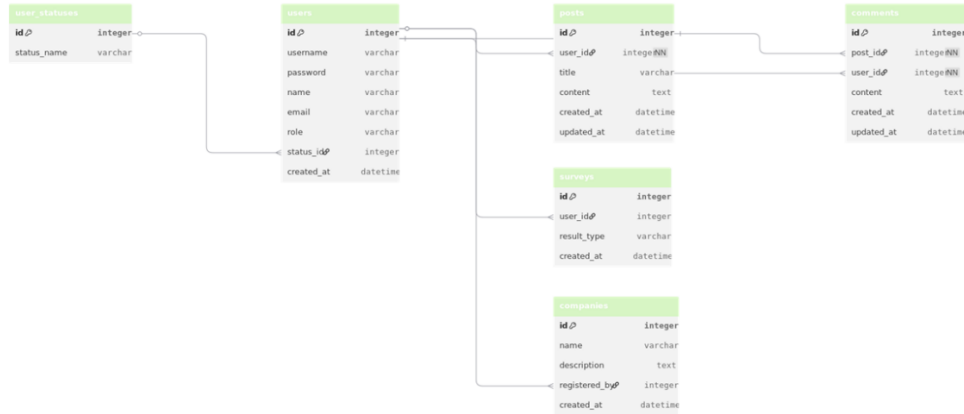 user_statuses
id integer
status_name varchar
users
id integer
username varchar
password varchar
name varchar
email varchar
role varchar
status_id integer
created_at datetime
posts
id integer
user_id integer NN
title varchar
content text
created_at datetime
updated_at datetime
comments
id integer
post_id integer NN
user_id integer NN
content text
created_at datetime
updated_at datetime
surveys
id integer
user_id integer
result_type varchar
created_at datetime
companies
id integer
name varchar
description text
registered_by integer
created_at datetime